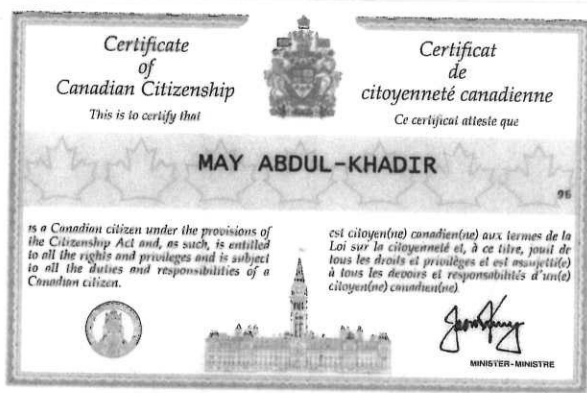 Certificate
of
Canadian Citizenship
This is to certify that
Certificat
de
citoyenneté canadienne
Ce certificat atteste que
MAY ABDUL-KHADIR
96
is a Canadian citizen under the provisions of
the Citizenship Act and, as such, is entitled
to all the rights and privileges and is subject
to all the duties and responsibilities of a
Canadian citizen.
est citoyen(ne) canadien(ne) aux termes de la
Loi sur la citoyenneté et, à ce titre, jouit de
tous les droits et privilèges et est assujetti(e)
à tous les devoirs et responsabilités d'un(e)
citoyen(ne) canadien(ne)
MINISTER-MINISTRE